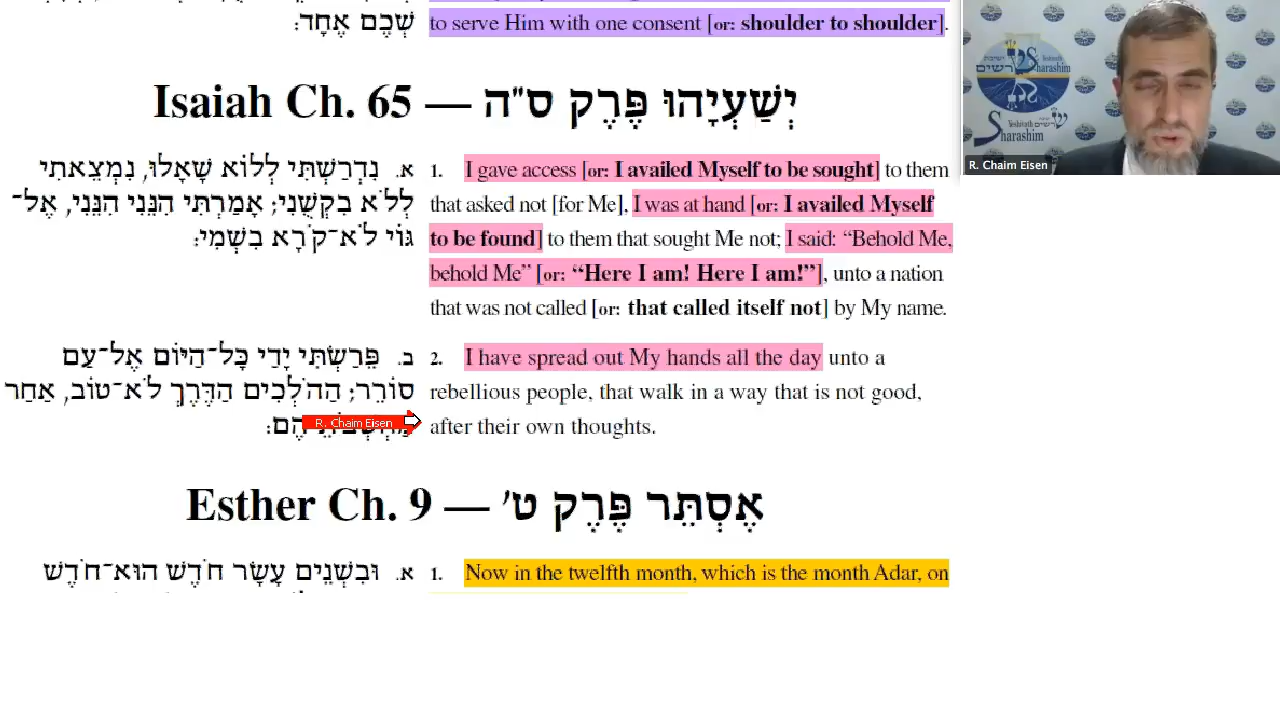 שְׁכֶם אֶחָד:
to serve Him with one consent [or: shoulder to shoulder].
Isaiah Ch. 65 — יְשַׁעְיָהוּ פֶּרֶק ס"ה
א. נִדְרַשְׁתִּי לְלוֹא שָׁאָלוּ, נִמְצֵאתִי
לְלֹא בִקְשֻׁנִי; אָמַרְתִּי הִנֵּנִי הִנֵּנִי, אֶל־
גּוֹי לֹא־קֹרָא בִשְׁמִי:
1. I gave access [or: I availed Myself to be sought] to them
that asked not [for Me], I was at hand [or: I availed Myself
to be found] to them that sought Me not; I said: “Behold Me,
behold Me” [or: “Here I am! Here I am!”], unto a nation
that was not called [or: that called itself not] by My name.
ב. פֵּרַשְׂתִּי יָדַי כָּל־הַיּוֹם אֶל־עַם
סוֹרֵר; הַהֹלְכִים הַדֶּרֶךְ לֹא־טוֹב, אַחַר
הֶם:
2. I have spread out My hands all the day unto a
rebellious people, that walk in a way that is not good,
after their own thoughts.
R. Chaim Eisen
Esther Ch. 9 — אֶסְתֵּר פֶּרֶק ט'
א. וּבִשְׁנֵים עָשָׂר חֹדֶשׁ הוּא־חֹדֶשׁ
1. Now in the twelfth month, which is the month Adar, on
שרשים
Sharashim
Yeshivath שרשים
Sharashim
R. Chaim Eisen